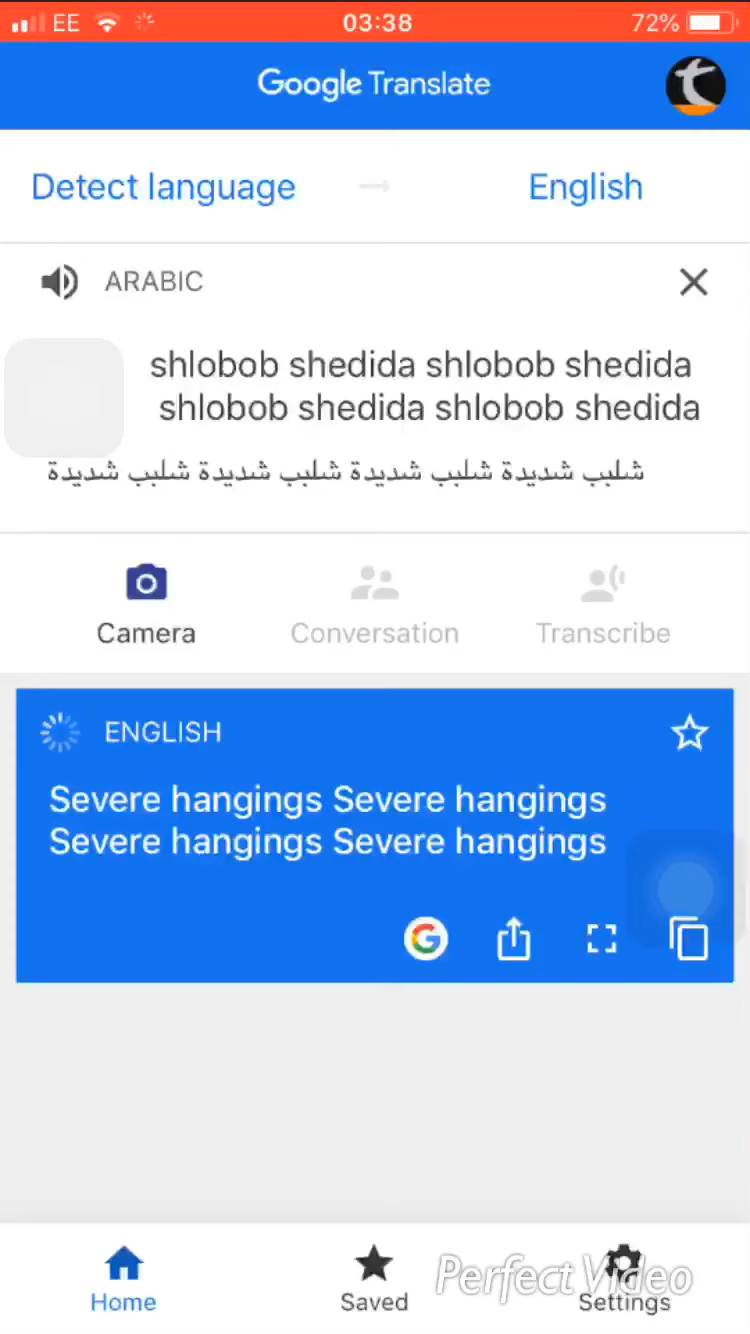 EE 03:38 72%
Google Translate
Detect language → English
ARABIC
shlobob shedida shlobob shedida
shlobob shedida shlobob shedida
شلبب شديدة شلبب شديدة شلبب شديدة شلبب شديدة
Camera Conversation Transcribe
ENGLISH
Severe hangings Severe hangings
Severe hangings Severe hangings
Home Saved Settings
Perfect Video